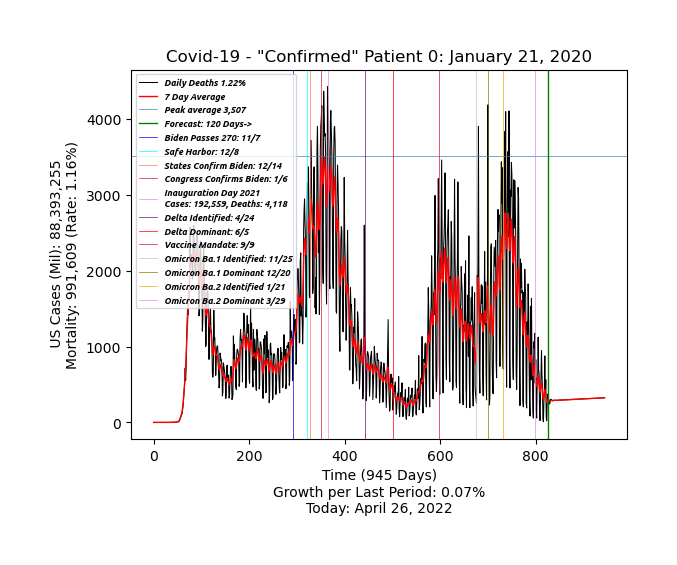 Covid-19 - "Confirmed" Patient 0: January 21, 2020
US Cases (Mil): 88,393,255
Mortality: 991,609 (Rate: 1.16%)
4000
3000
2000
1000
0
Daily Deaths 1.22%
7 Day Average
Peak average 3,507
Forecast: 120 Days->
Biden Passes 270: 11/7
Safe Harbor: 12/8
States Confirm Biden: 12/14
Congress Confirms Biden: 1/6
Inauguration Day 2021
Cases: 192,559, Deaths: 4,118
Delta Identified: 4/24
Delta Dominant: 6/5
Vaccine Mandate: 9/9
Omicron Ba.1 Identified: 11/25
Omicron Ba.1 Dominant 12/20
Omicron Ba.2 Identified 1/21
Omicron Ba.2 Dominant 3/29
0 200 400 600 800
Time (945 Days)
Growth per Last Period: 0.07%
Today: April 26, 2022